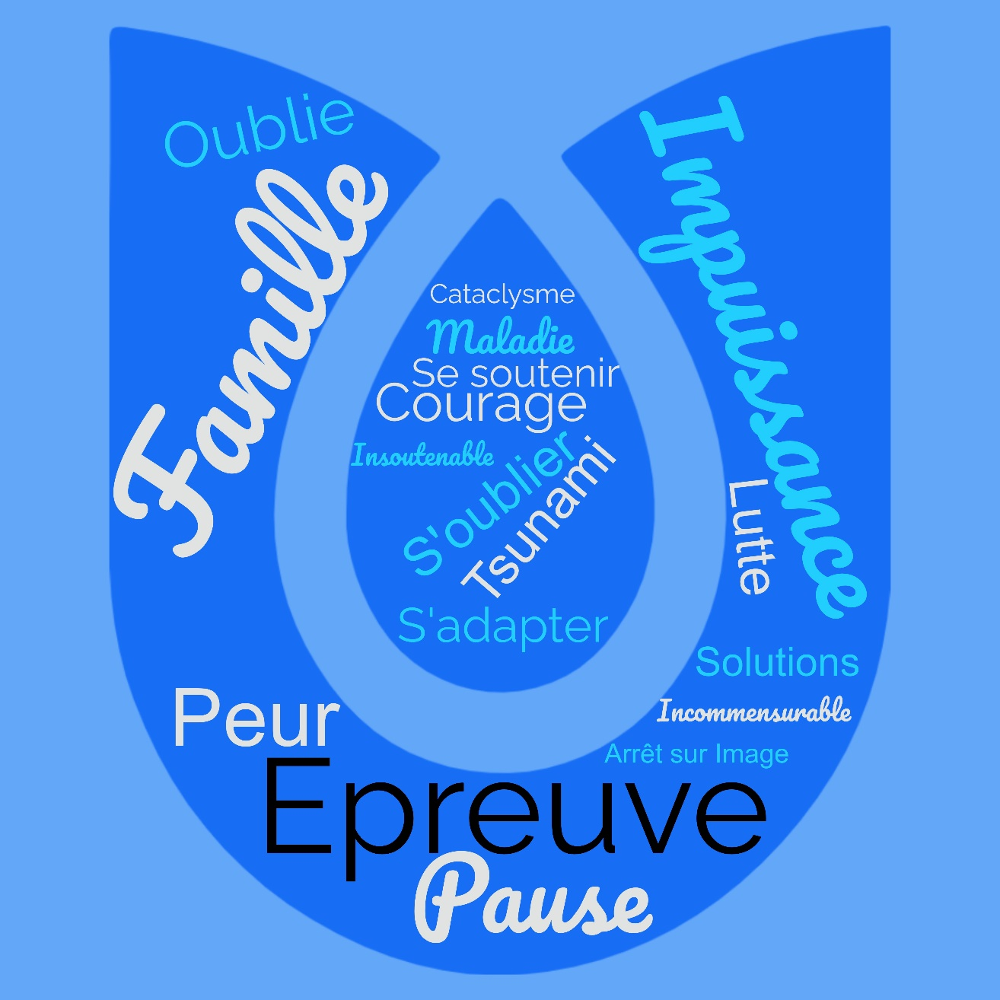 Oublie
Famille
Impuissance
Cataclysme
Maladie
Se soutenir
Courage
Insoutenable
S'oublier
Tsunami
S'adapter
Lutte
Solutions
Incommensurable
Arrêt sur Image
Peur
Epreuve
Pause